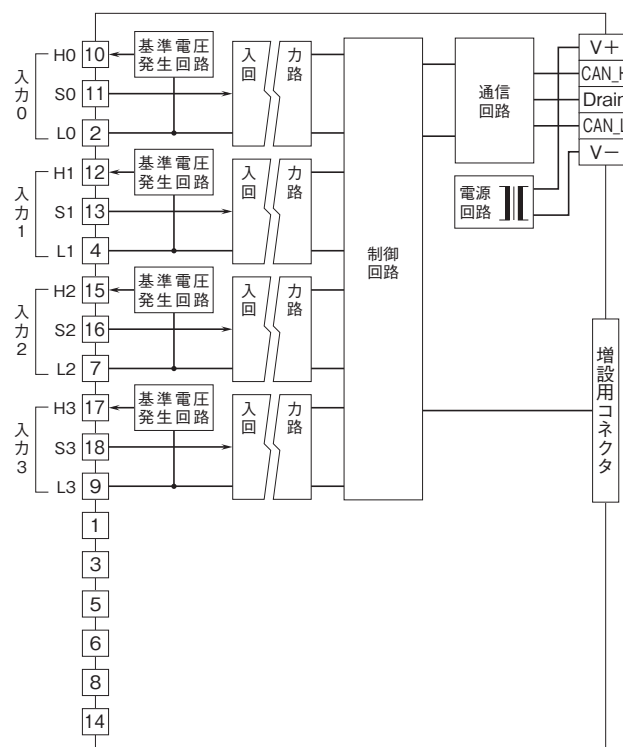 入力0
H0 10
S0 11
L0 2
基準電圧
発生回路
入力
回路
入力1
H1 12
S1 13
L1 4
基準電圧
発生回路
入力
回路
入力2
H2 15
S2 16
L2 7
基準電圧
発生回路
入力
回路
入力3
H3 17
S3 18
L3 9
基準電圧
発生回路
入力
回路
1
3
5
6
8
14
制御
回路
通信
回路
電源
回路
V+
CAN_H
Drain
CAN_L
V−
増設用コネクタ